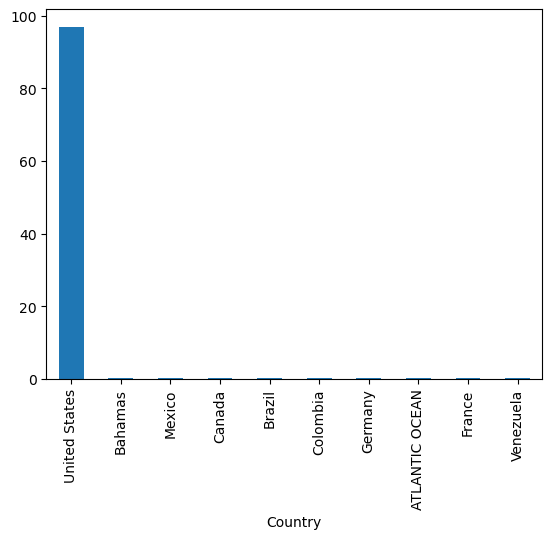 100
80
60
40
20
0
United States
Bahamas
Mexico
Canada
Brazil
Colombia
Germany
ATLANTIC OCEAN
France
Venezuela
Country